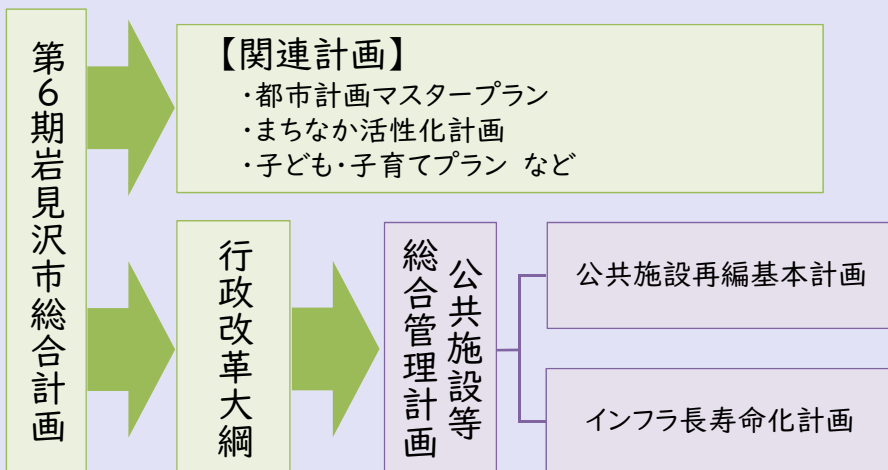 第6期岩見沢市総合計画
【関連計画】
・都市計画マスタープラン
・まちなか活性化計画
・子ども・子育てプラン など
行政改革大綱
公共施設等
総合管理計画
公共施設再編基本計画
インフラ長寿命化計画